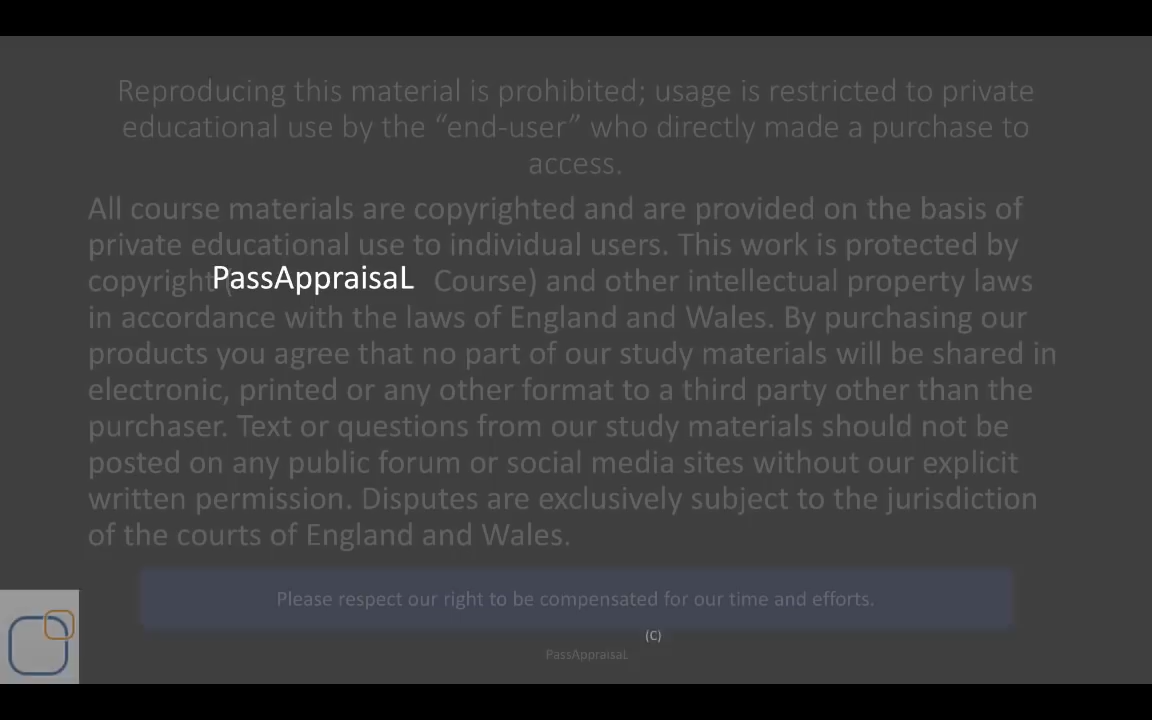 Reproducing this material is prohibited; usage is restricted to private
educational use by the “end-user” who directly made a purchase to
access.
All course materials are copyrighted and are provided on the basis of
private educational use to individual users. This work is protected by
copyright (PassAppraisaL Course) and other intellectual property laws
in accordance with the laws of England and Wales. By purchasing our
products you agree that no part of our study materials will be shared in
electronic, printed or any other format to a third party other than the
purchaser. Text or questions from our study materials should not be
posted on any public forum or social media sites without our explicit
written permission. Disputes are exclusively subject to the jurisdiction
of the courts of England and Wales.
Please respect our right to be compensated for our time and efforts.
(C)
PassAppraisaL